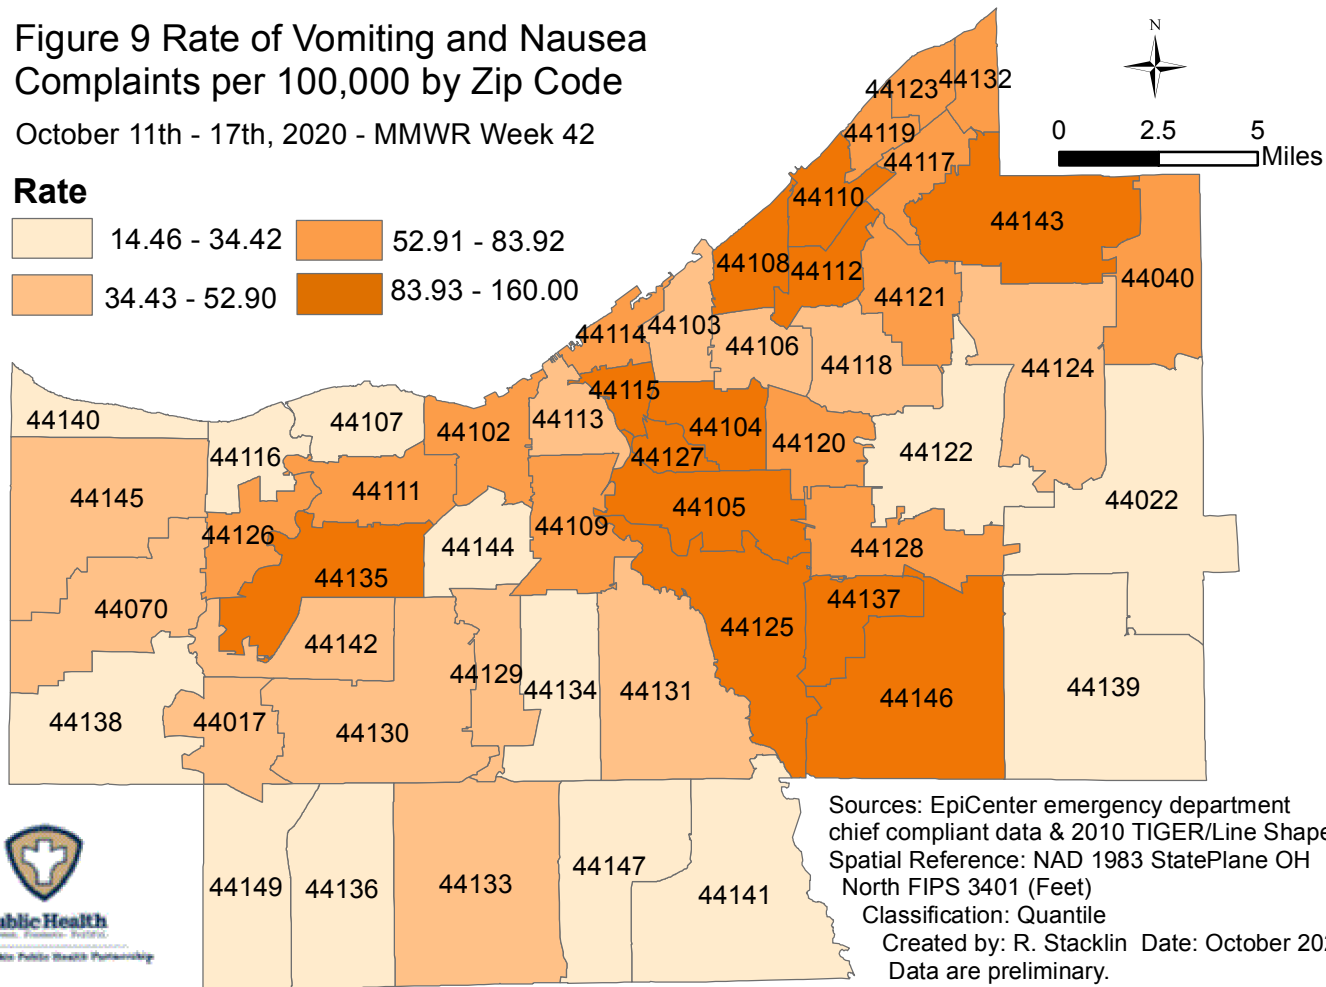 Figure 9 Rate of Vomiting and Nausea
Complaints per 100,000 by Zip Code
October 11th - 17th, 2020 - MMWR Week 42
Rate
14.46 - 34.42
52.91 - 83.92
34.43 - 52.90
83.93 - 160.00
N
0 2.5 5
Miles
44123
44132
44119
44117
44110
44143
44108
44112
44040
44121
44114
44103
44106
44118
44124
44115
44140
44107
44102
44113
44104
44120
44116
44127
44122
44145
44111
44022
44105
44126
44109
44144
44128
44135
44070
44137
44125
44142
44129
44134
44131
44139
44146
44138
44017
44130
44149
44136
44133
44147
44141
Sources: EpiCenter emergency department
chief compliant data & 2010 TIGER/Line Shape
Spatial Reference: NAD 1983 StatePlane OH
North FIPS 3401 (Feet)
Classification: Quantile
Created by: R. Stacklin Date: October 202
Data are preliminary.
ublic Health
Public Health Partnership